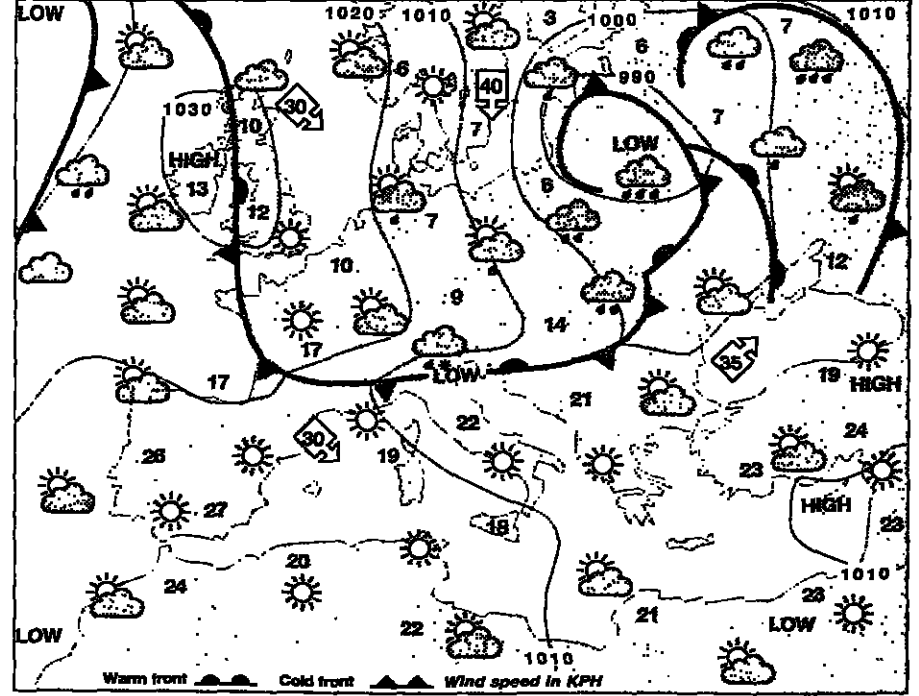 LOW 1020 1010 3 1000 7 1010
6
6 40 980
1030 10 30 7 7
HIGH LOW
13 6
12 7
10 12
9
17 14
35
17 LOW 19 HIGH
21
22
30 24
26 19 23
27 HIGH
18 23
20 1010
24 23
21
LOW 22 LOW
1010
Warm front Cold front Wind speed in KPH